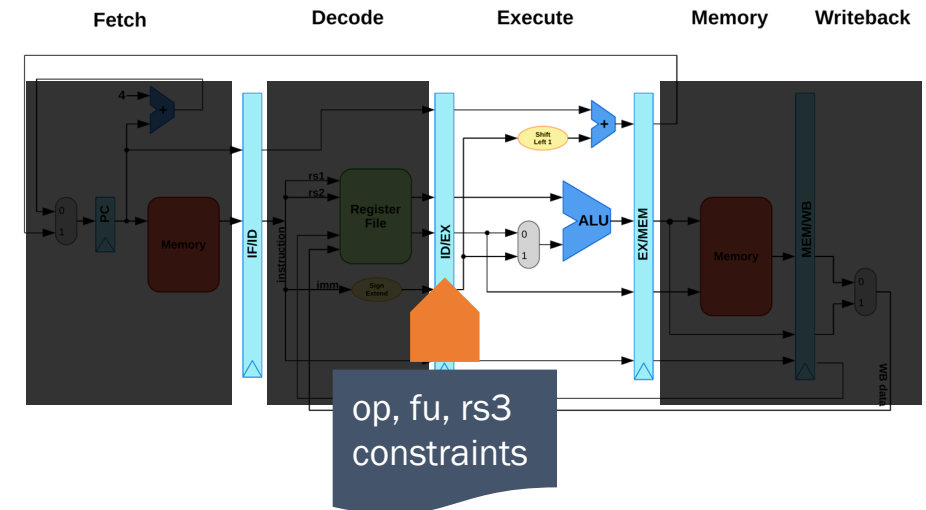 Fetch
Decode
Execute
Memory
Writeback
4
+
PC
0
1
Memory
IF/ID
instruction
rs1
rs2
Register
File
imm
Sign
Extend
ID/EX
Shift
Left 1
+
0
1
ALU
EX/MEM
Memory
MEM/WB
0
1
WB data
op, fu, rs3
constraints